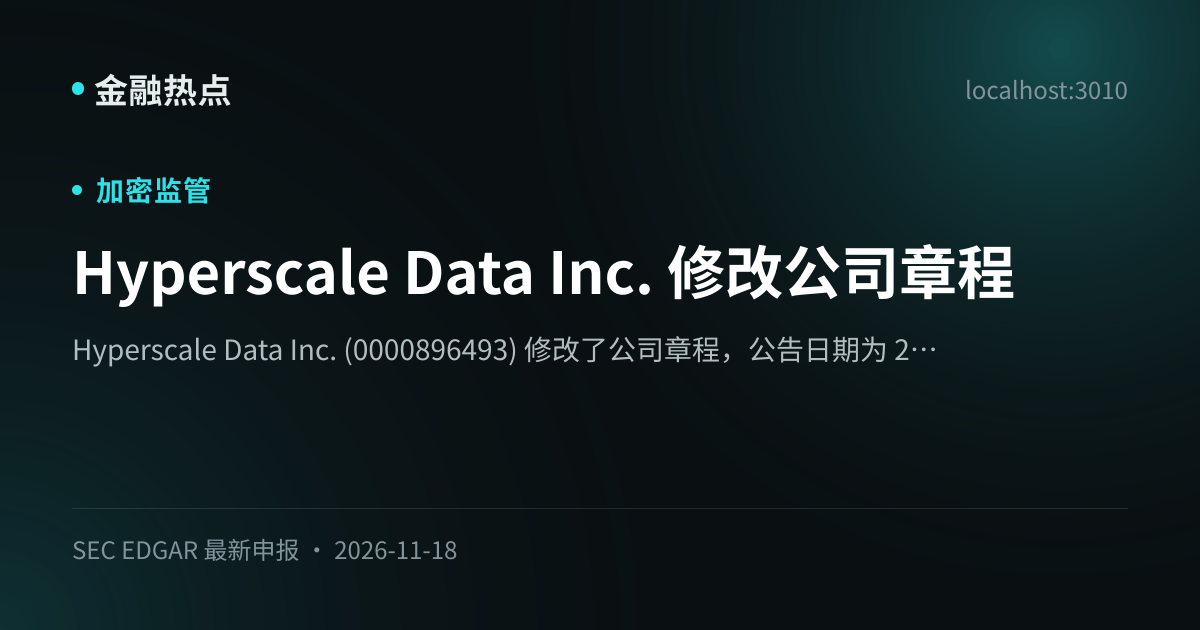 金融热点
localhost:3010
加密监管
Hyperscale Data Inc. 修改公司章程
Hyperscale Data Inc. (0000896493) 修改了公司章程，公告日期为 2…
SEC EDGAR 最新申报 · 2026-11-18